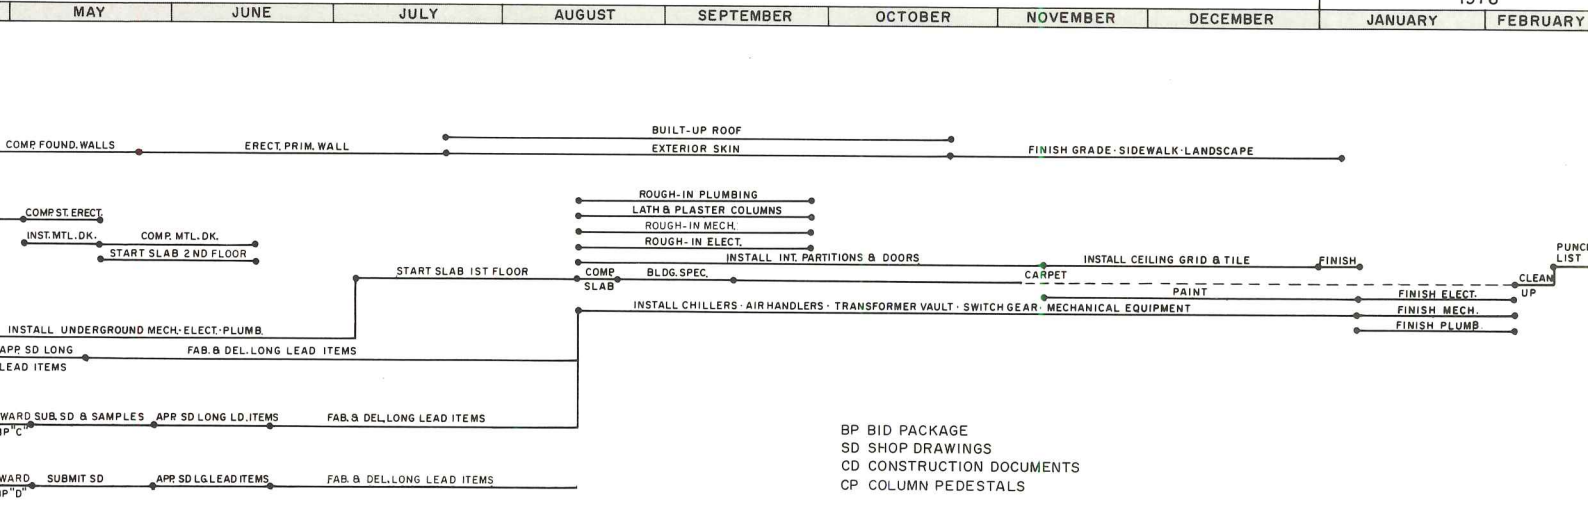 MAY JUNE JULY AUGUST SEPTEMBER OCTOBER NOVEMBER DECEMBER JANUARY FEBRUARY
BUILT-UP ROOF
COMP. FOUND. WALLS ERECT. PRIM. WALL EXTERIOR SKIN FINISH GRADE · SIDEWALK · LANDSCAPE
ROUGH-IN PLUMBING
COMP. ST. ERECT. LATH & PLASTER COLUMNS
ROUGH-IN MECH.
INST. MTL. DK. COMP. MTL. DK. ROUGH-IN ELECT.
START SLAB 2ND FLOOR INSTALL INT. PARTITIONS & DOORS INSTALL CEILING GRID & TILE FINISH
LIST
START SLAB 1ST FLOOR COMP. BLDG. SPEC. CARPET CLEAN
SLAB PAINT FINISH ELECT. UP
INSTALL CHILLERS · AIR HANDLERS · TRANSFORMER VAULT · SWITCH GEAR · MECHANICAL EQUIPMENT FINISH MECH.
INSTALL UNDERGROUND MECH. · ELECT. · PLUMB. FINISH PLUMB.
APP. SD LONG FAB. & DEL. LONG LEAD ITEMS
LEAD ITEMS
SUB. SD & SAMPLES APP. SD LONG LD. ITEMS FAB. & DEL. LONG LEAD ITEMS
"C"
BP BID PACKAGE
SD SHOP DRAWINGS
CD CONSTRUCTION DOCUMENTS
CP COLUMN PEDESTALS
SUBMIT SD APP. SD LG. LEAD ITEMS FAB. & DEL. LONG LEAD ITEMS
"D"